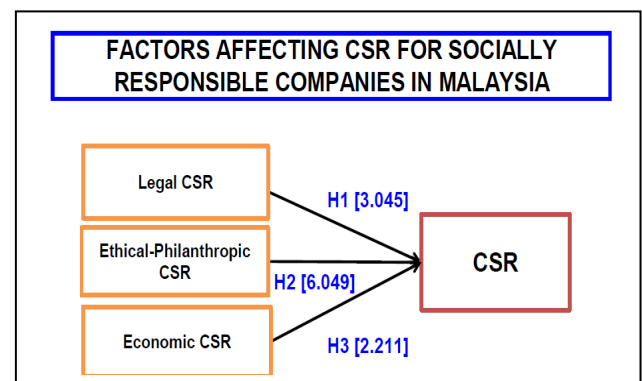 FACTORS AFFECTING CSR FOR SOCIALLY
RESPONSIBLE COMPANIES IN MALAYSIA
Legal CSR
H1 [3.045]
Ethical-Philanthropic
CSR
H2 [6.049]
CSR
Economic CSR
H3 [2.211]